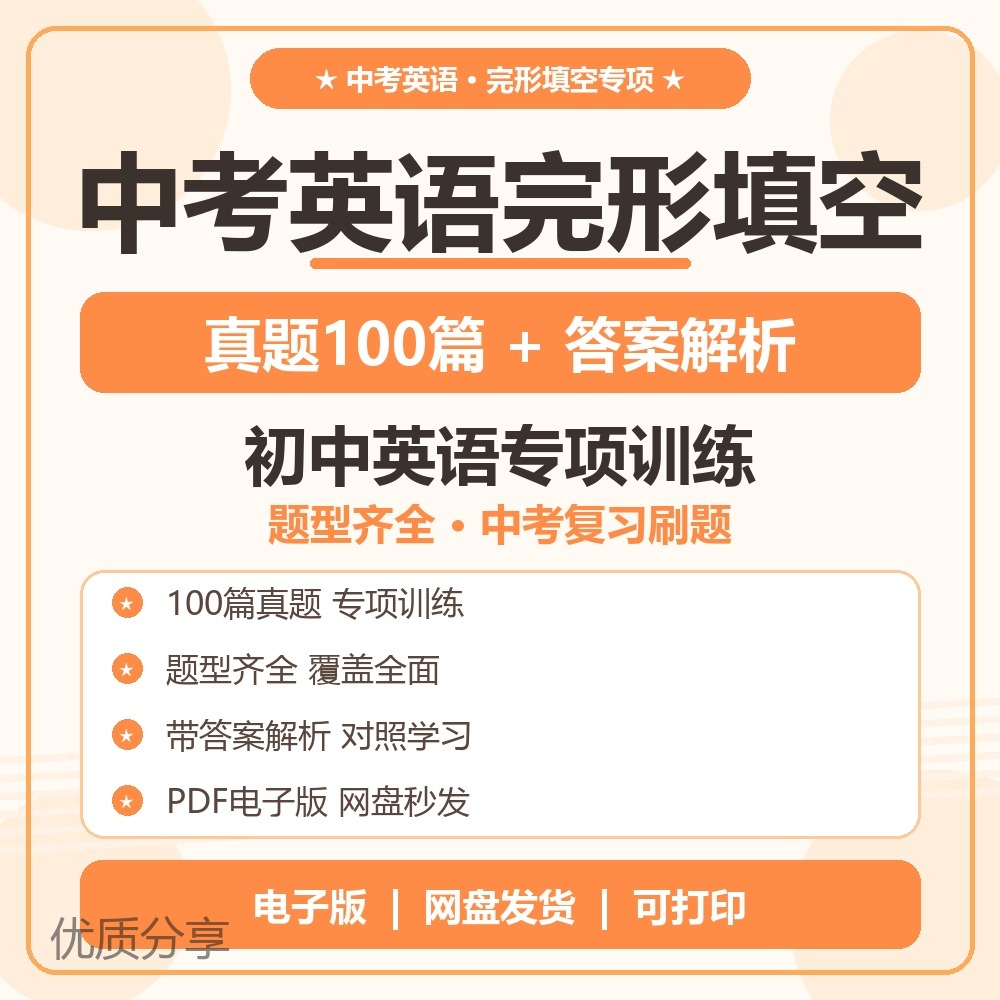 ★ 中考英语·完形填空专项 ★
中考英语完形填空
真题100篇 + 答案解析
初中英语专项训练
题型齐全·中考复习刷题
★ 100篇真题 专项训练
★ 题型齐全 覆盖全面
★ 带答案解析 对照学习
★ PDF电子版 网盘秒发
电子版 | 网盘发货 | 可打印
优质分享